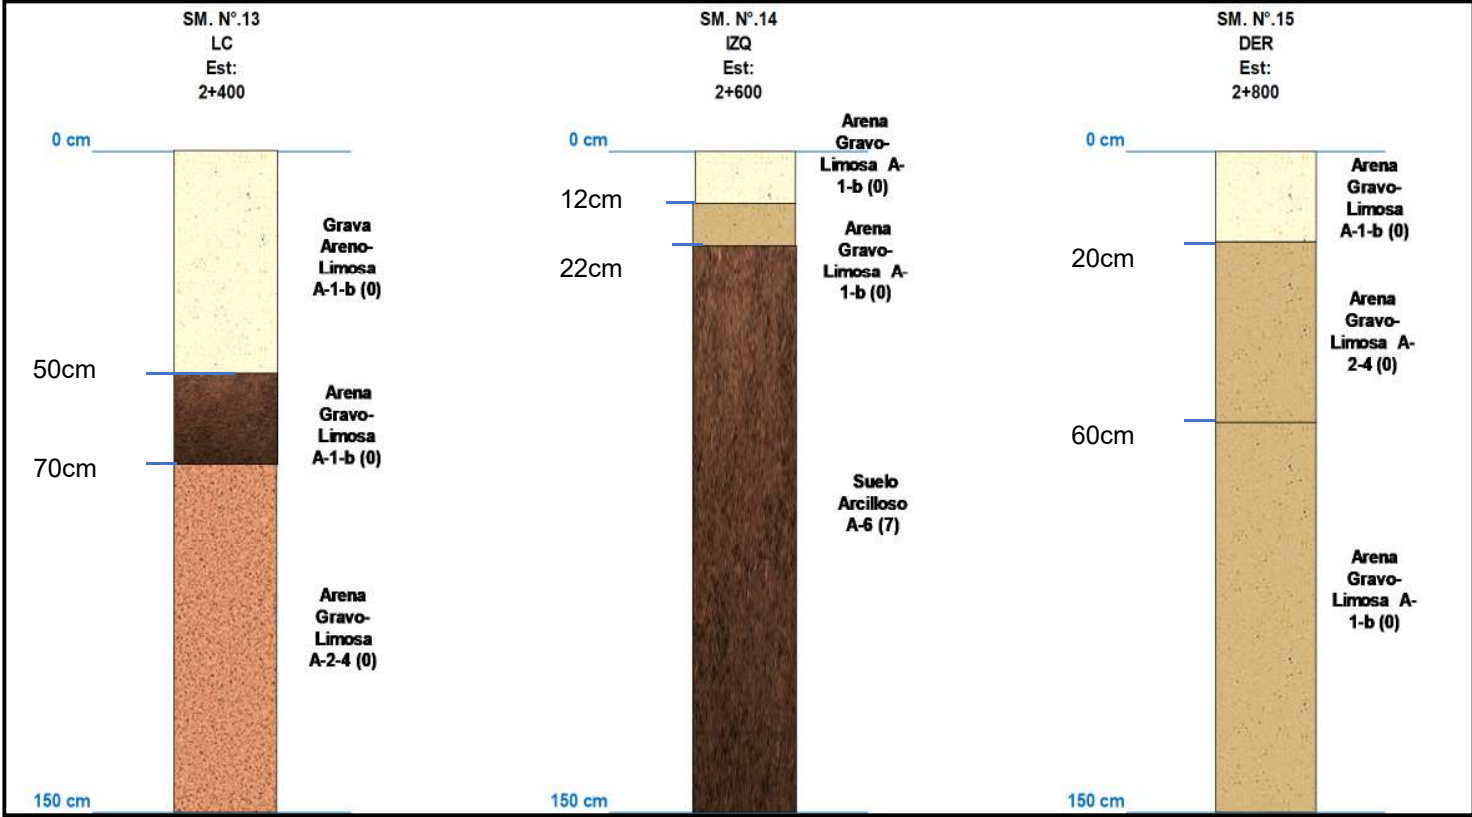 SM. N°.13
LC
Est:
2+400
0 cm
Grava
Areno-
Limosa
A-1-b (0)
50cm
Arena
Gravo-
Limosa
A-1-b (0)
70cm
Arena
Gravo-
Limosa
A-2-4 (0)
150 cm
SM. N°.14
IZQ
Est:
2+600
0 cm
Arena
Gravo-
Limosa A-
1-b (0)
12cm
Arena
Gravo-
Limosa A-
1-b (0)
22cm
Suelo
Arcilloso
A-6 (7)
150 cm
SM. N°.15
DER
Est:
2+800
0 cm
Arena
Gravo-
Limosa
A-1-b (0)
20cm
Arena
Gravo-
Limosa A-
2-4 (0)
60cm
Arena
Gravo-
Limosa A-
1-b (0)
150 cm